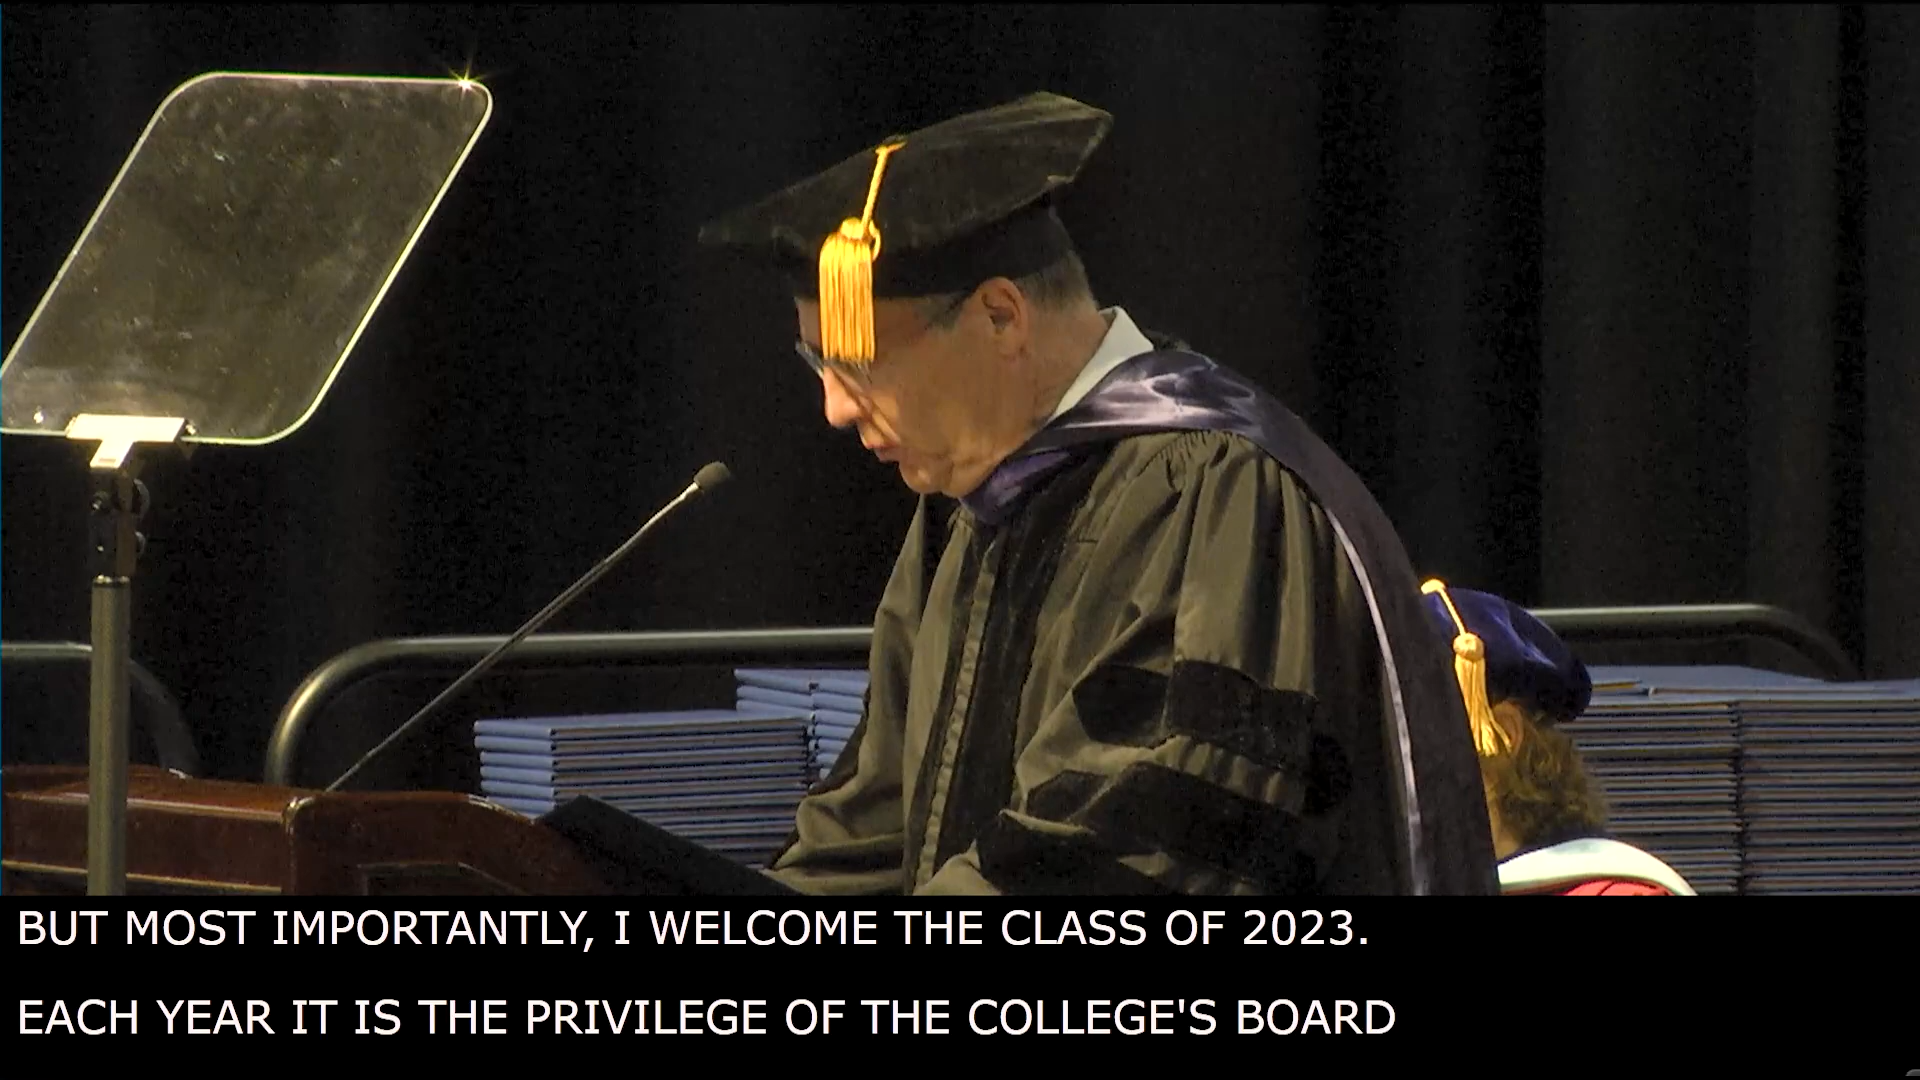 BUT MOST IMPORTANTLY, I WELCOME THE CLASS OF 2023.
EACH YEAR IT IS THE PRIVILEGE OF THE COLLEGE'S BOARD